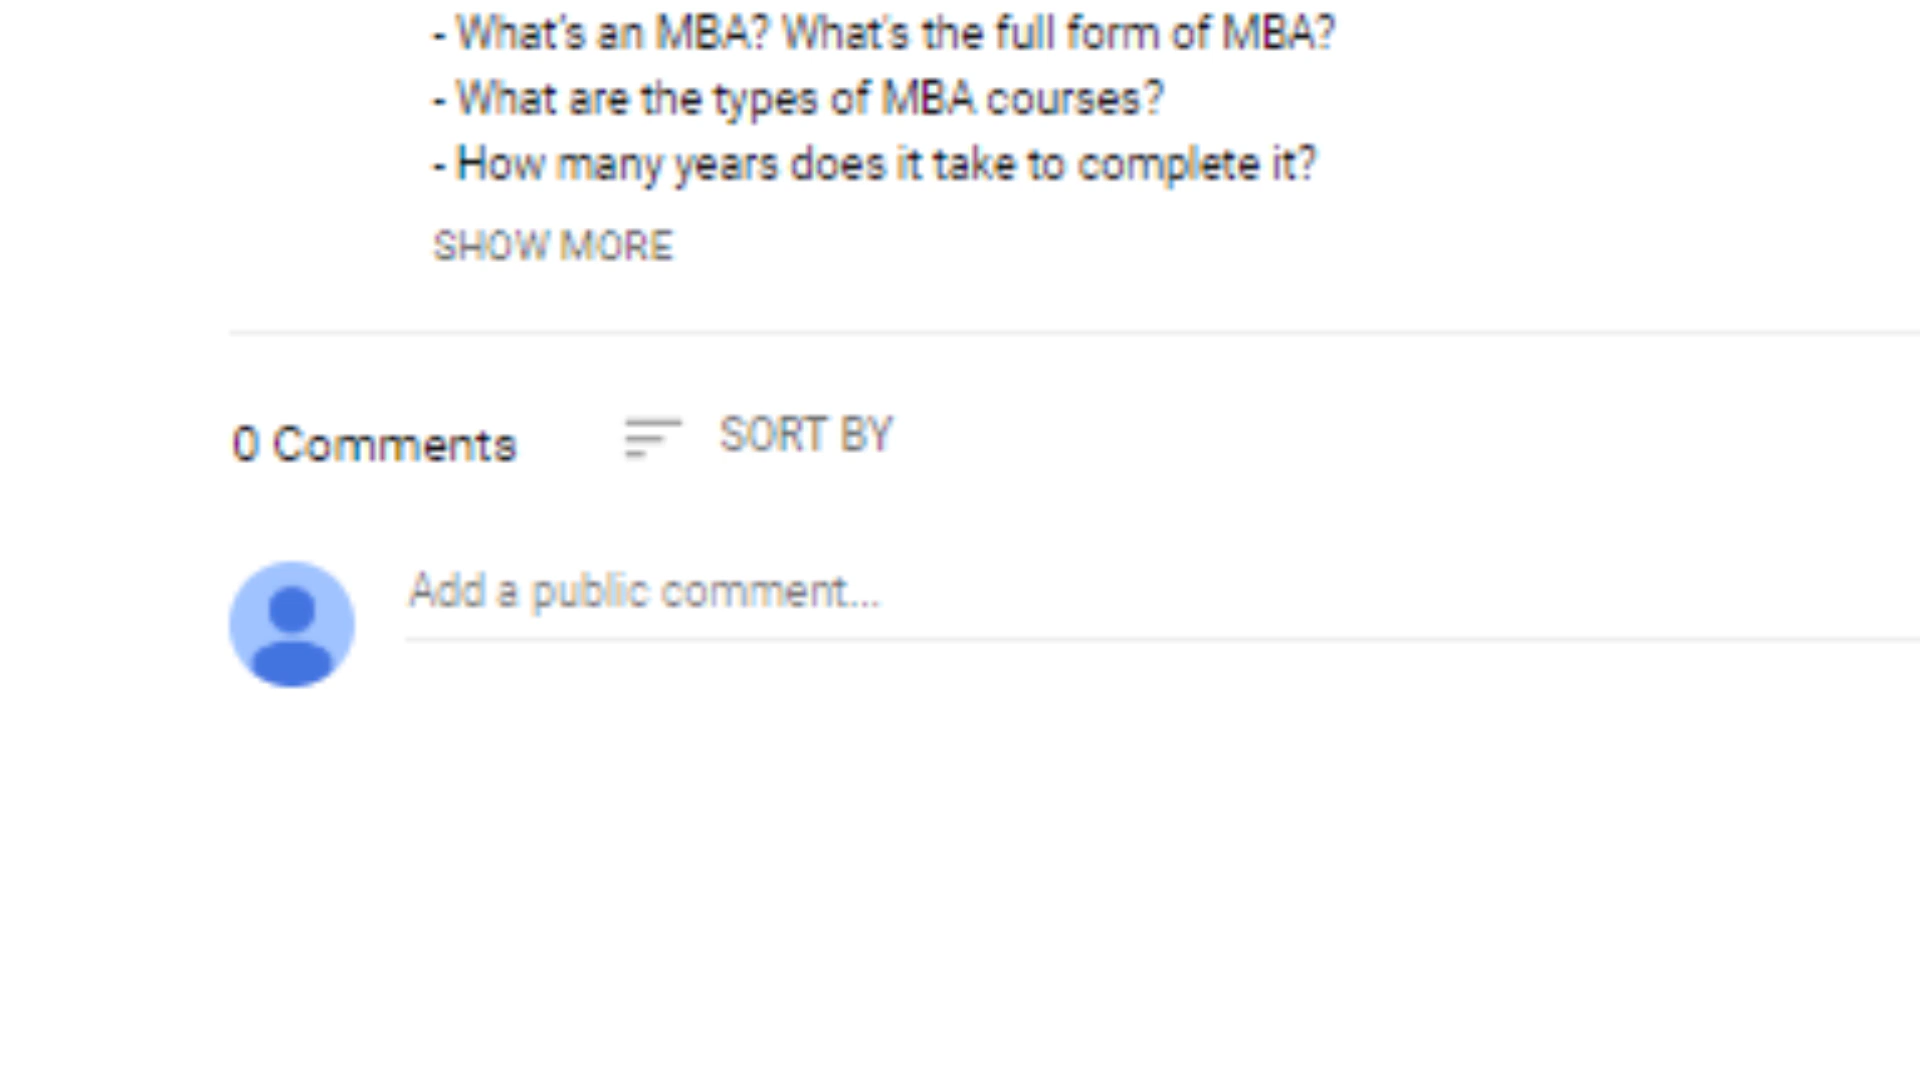 - What's an MBA? What's the full form of MBA?
- What are the types of MBA courses?
- How many years does it take to complete it?
SHOW MORE
0 Comments SORT BY
Add a public comment...